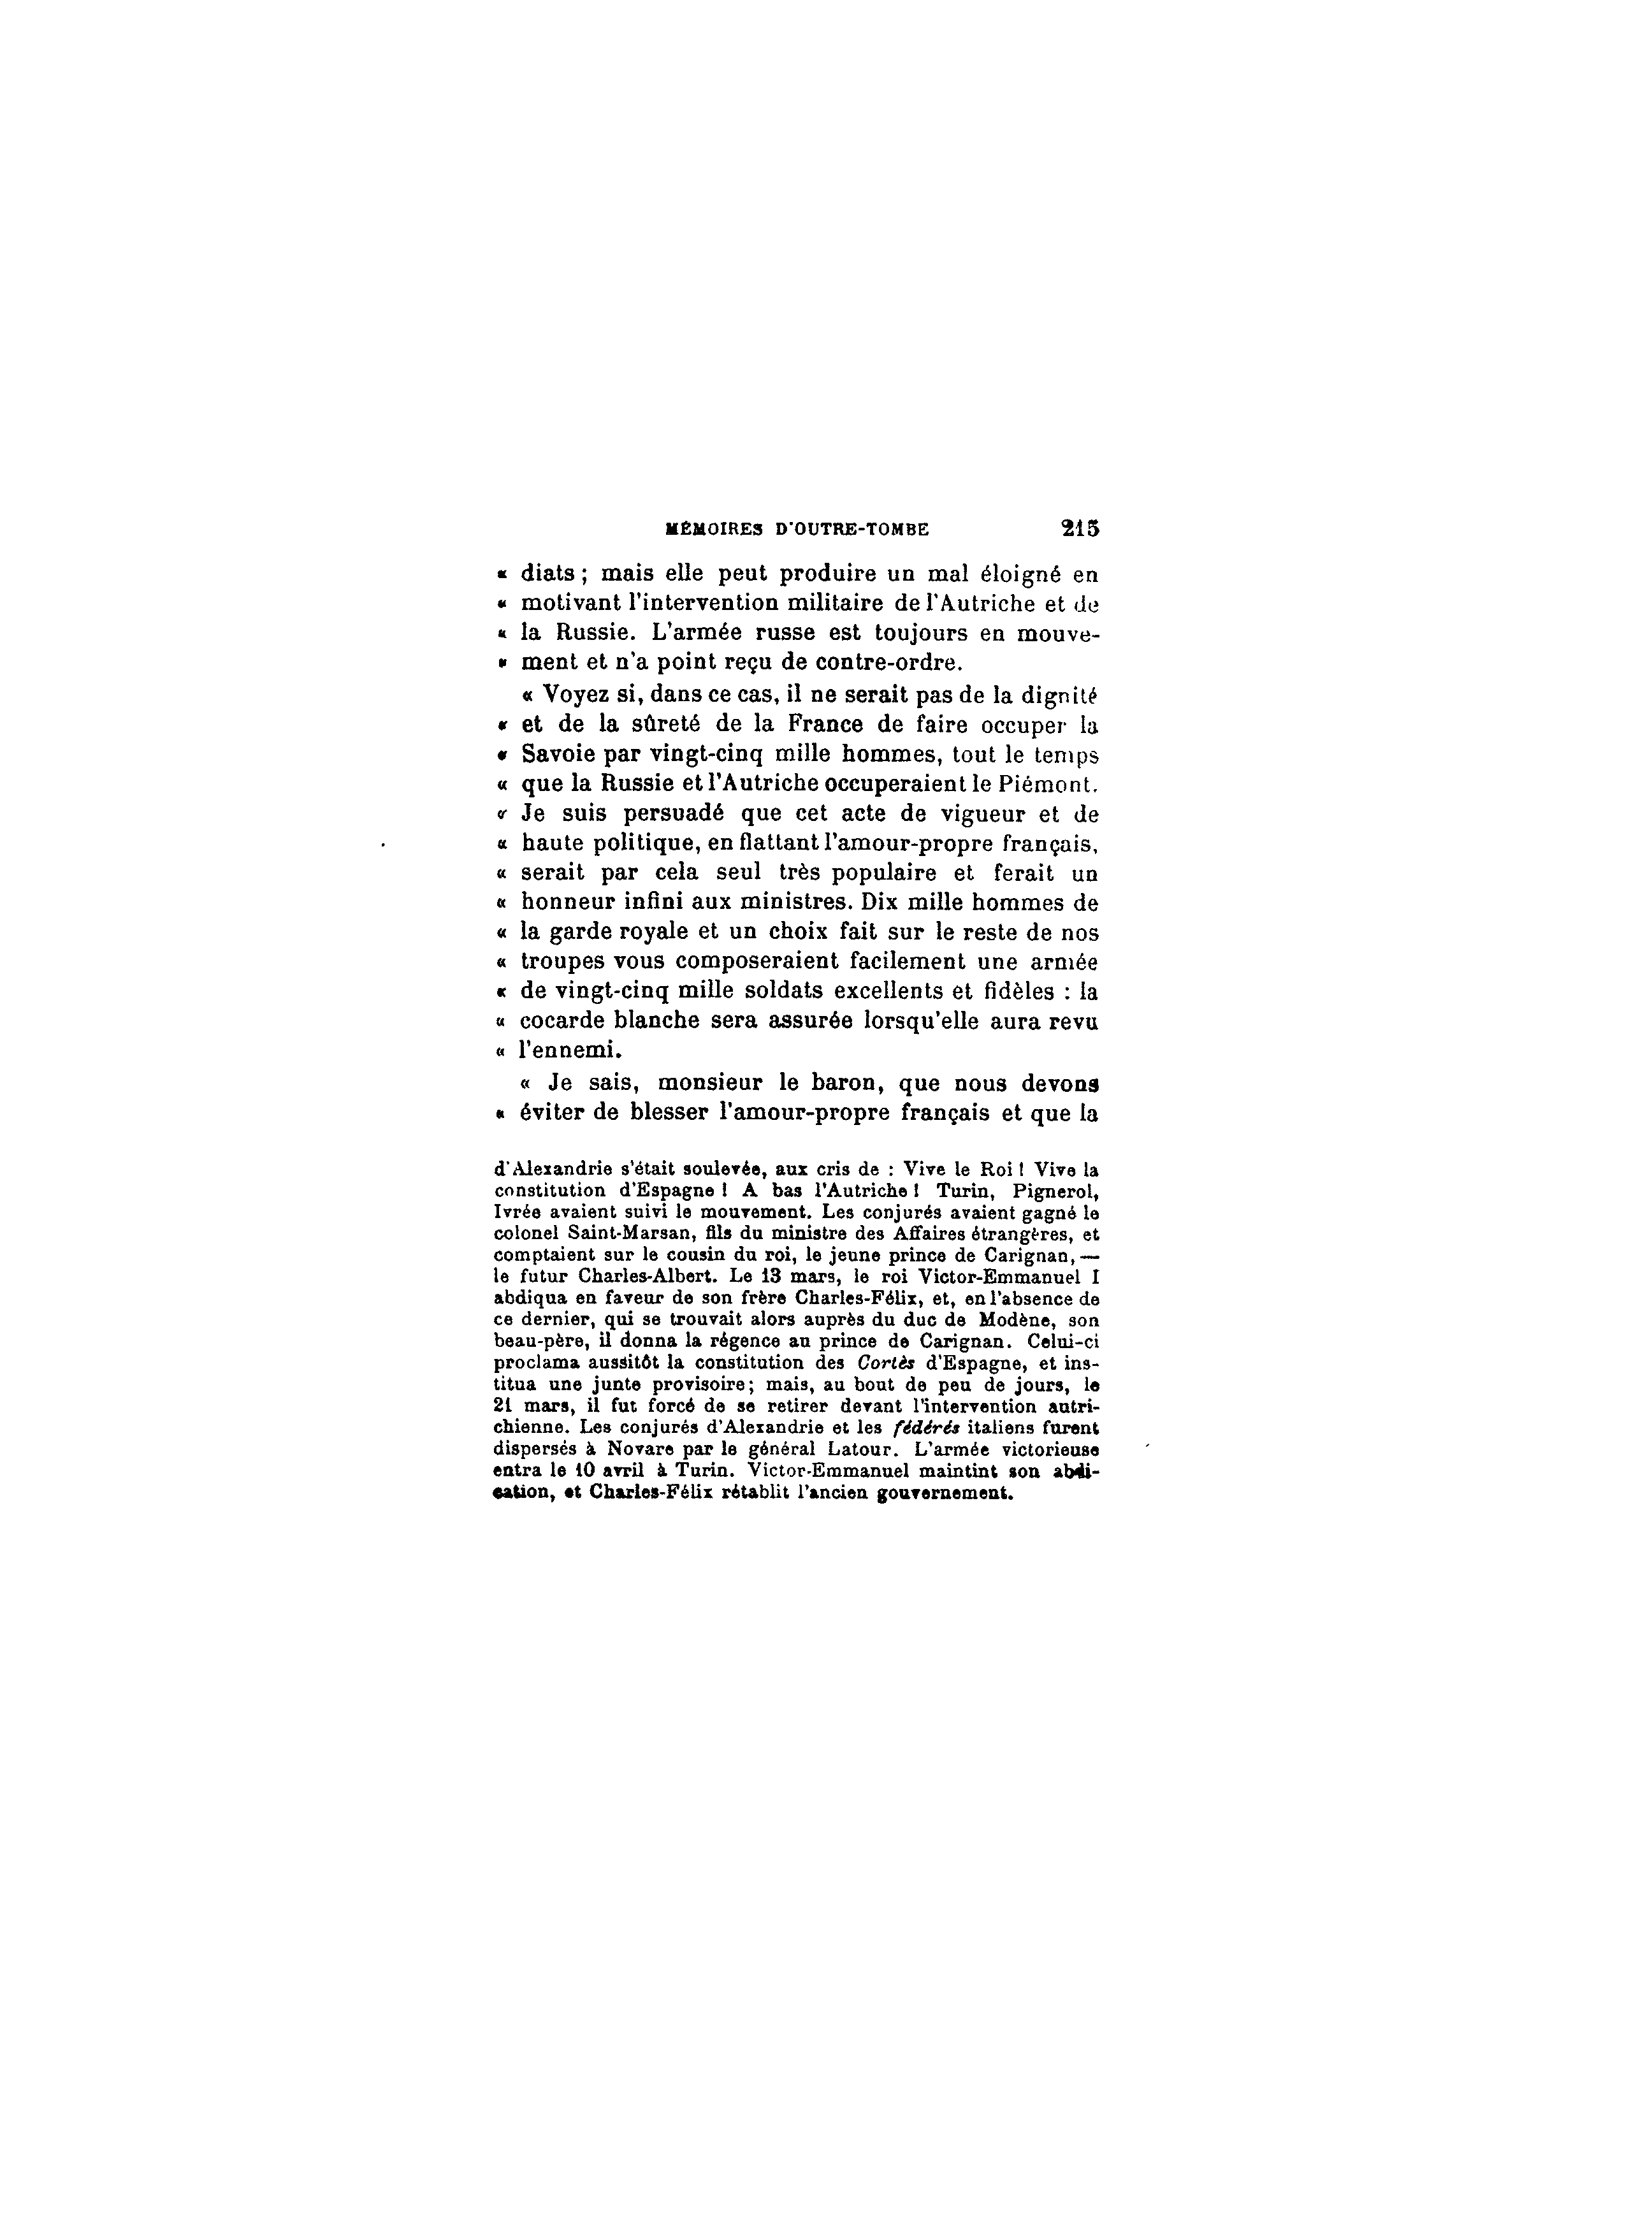 MÉMOIRES D'OUTRE-TOMBE 215
« diats ; mais elle peut produire un mal éloigné en
« motivant l'intervention militaire de l'Autriche et de
« la Russie. L'armée russe est toujours en mouve-
« ment et n'a point reçu de contre-ordre.
« Voyez si, dans ce cas, il ne serait pas de la dignité
« et de la sûreté de la France de faire occuper la
« Savoie par vingt-cinq mille hommes, tout le temps
« que la Russie et l'Autriche occuperaient le Piémont.
« Je suis persuadé que cet acte de vigueur et de
« haute politique, en flattant l'amour-propre français,
« serait par cela seul très populaire et ferait un
« honneur infini aux ministres. Dix mille hommes de
« la garde royale et un choix fait sur le reste de nos
« troupes vous composeraient facilement une armée
« de vingt-cinq mille soldats excellents et fidèles : la
« cocarde blanche sera assurée lorsqu'elle aura revu
« l'ennemi.
« Je sais, monsieur le baron, que nous devons
« éviter de blesser l'amour-propre français et que la
d'Alexandrie s'était soulevée, aux cris de : Vive le Roi ! Vive la
constitution d'Espagne ! A bas l'Autriche ! Turin, Pignerol,
Ivrée avaient suivi le mouvement. Les conjurés avaient gagné le
colonel Saint-Marsan, fils du ministre des Affaires étrangères, et
comptaient sur le cousin du roi, le jeune prince de Carignan, —
le futur Charles-Albert. Le 13 mars, le roi Victor-Emmanuel I
abdiqua en faveur de son frère Charles-Félix, et, en l'absence de
ce dernier, qui se trouvait alors auprès du duc de Modène, son
beau-père, il donna la régence au prince de Carignan. Celui-ci
proclama aussitôt la constitution des Cortès d'Espagne, et ins-
titua une junte provisoire; mais, au bout de peu de jours, le
21 mars, il fut forcé de se retirer devant l'intervention autri-
chienne. Les conjurés d'Alexandrie et les fédérés italiens furent
dispersés à Novare par le général Latour. L'armée victorieuse
entra le 10 avril à Turin. Victor-Emmanuel maintint son abdi-
cation, et Charles-Félix rétablit l'ancien gouvernement.